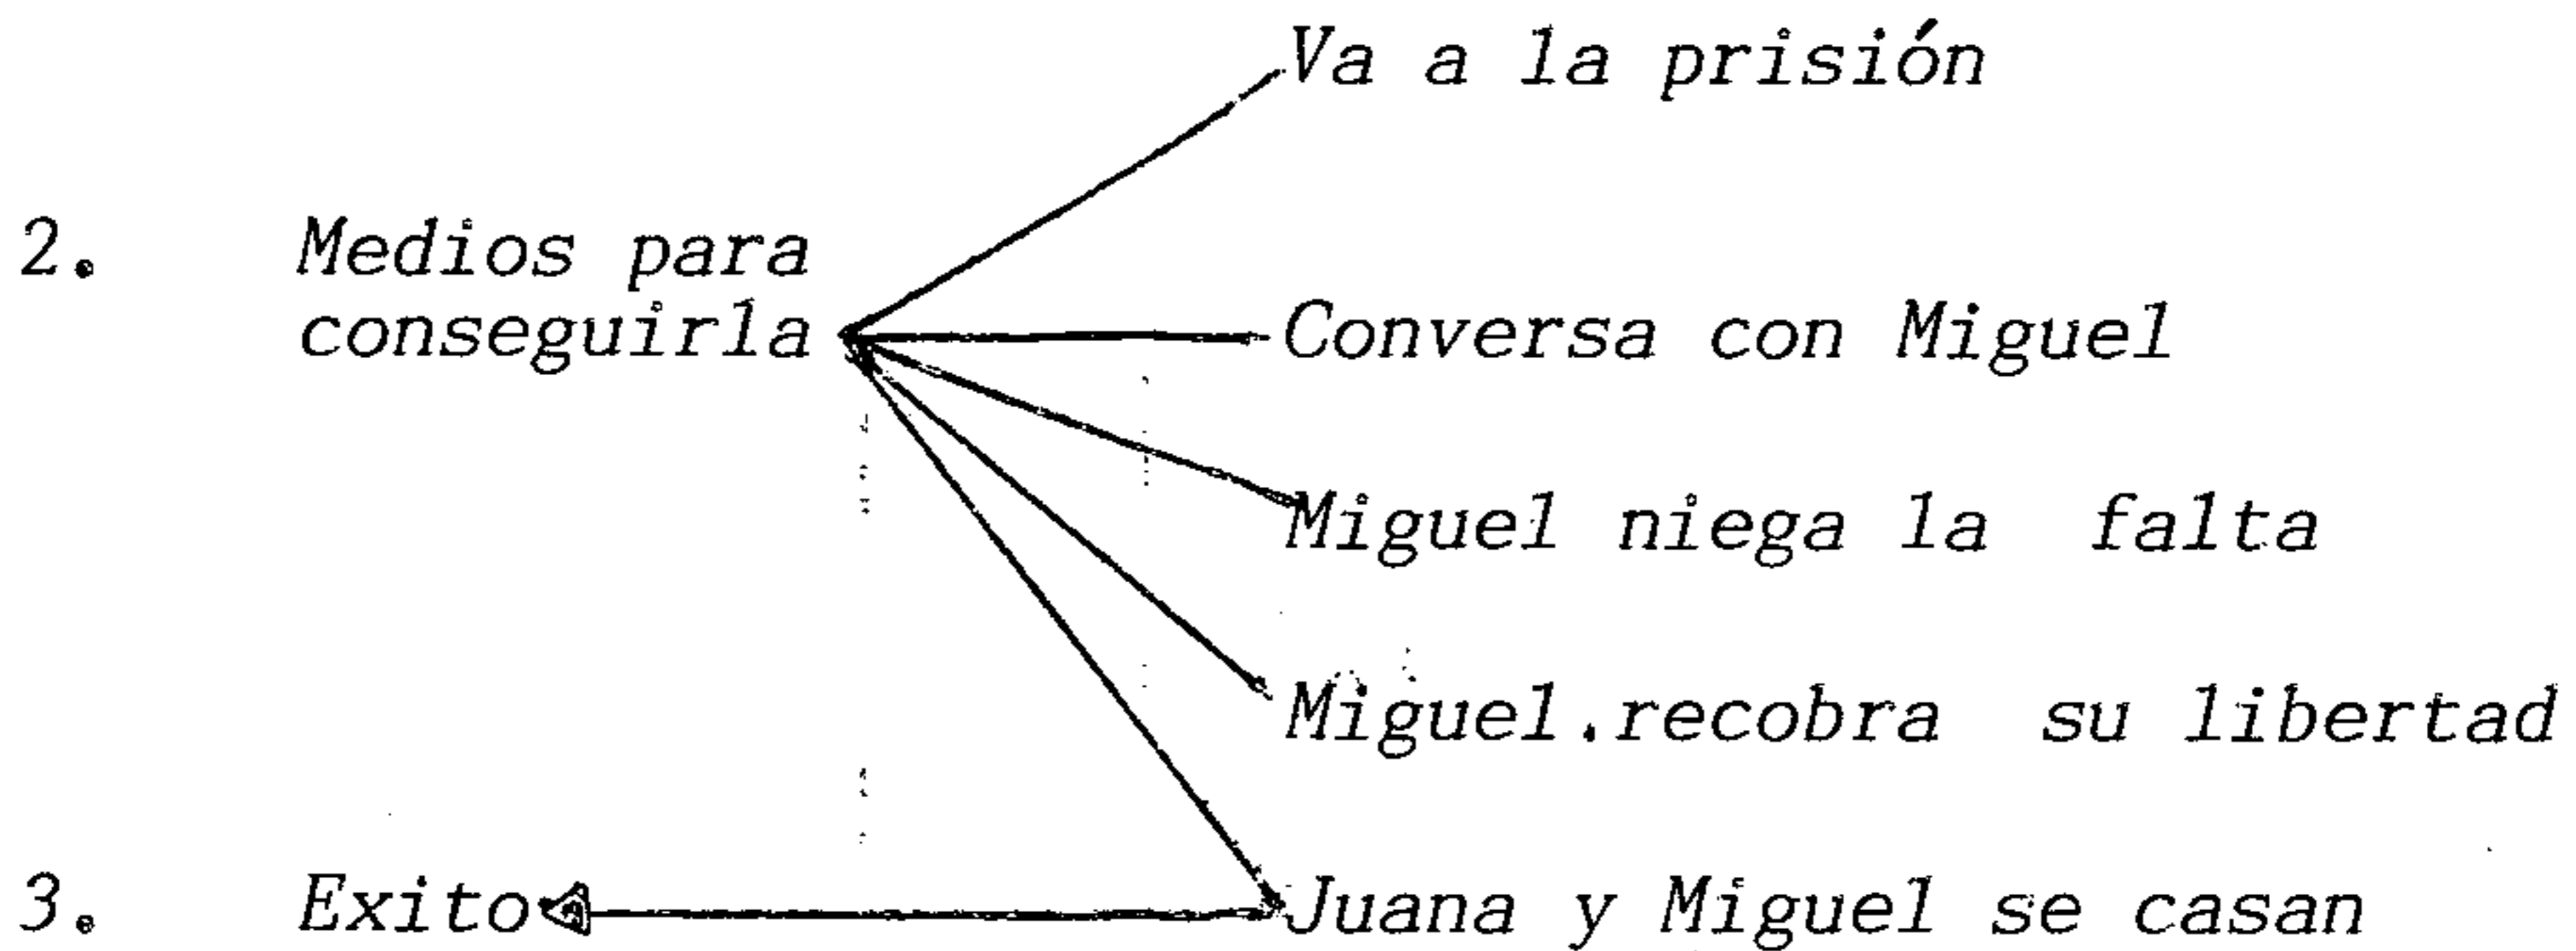 Va a la prisión
2. Medios para
conseguirla
Conversa con Miguel
Miguel niega la falta
Miguel.recobra su libertad
3. Exito Juana y Miguel se casan